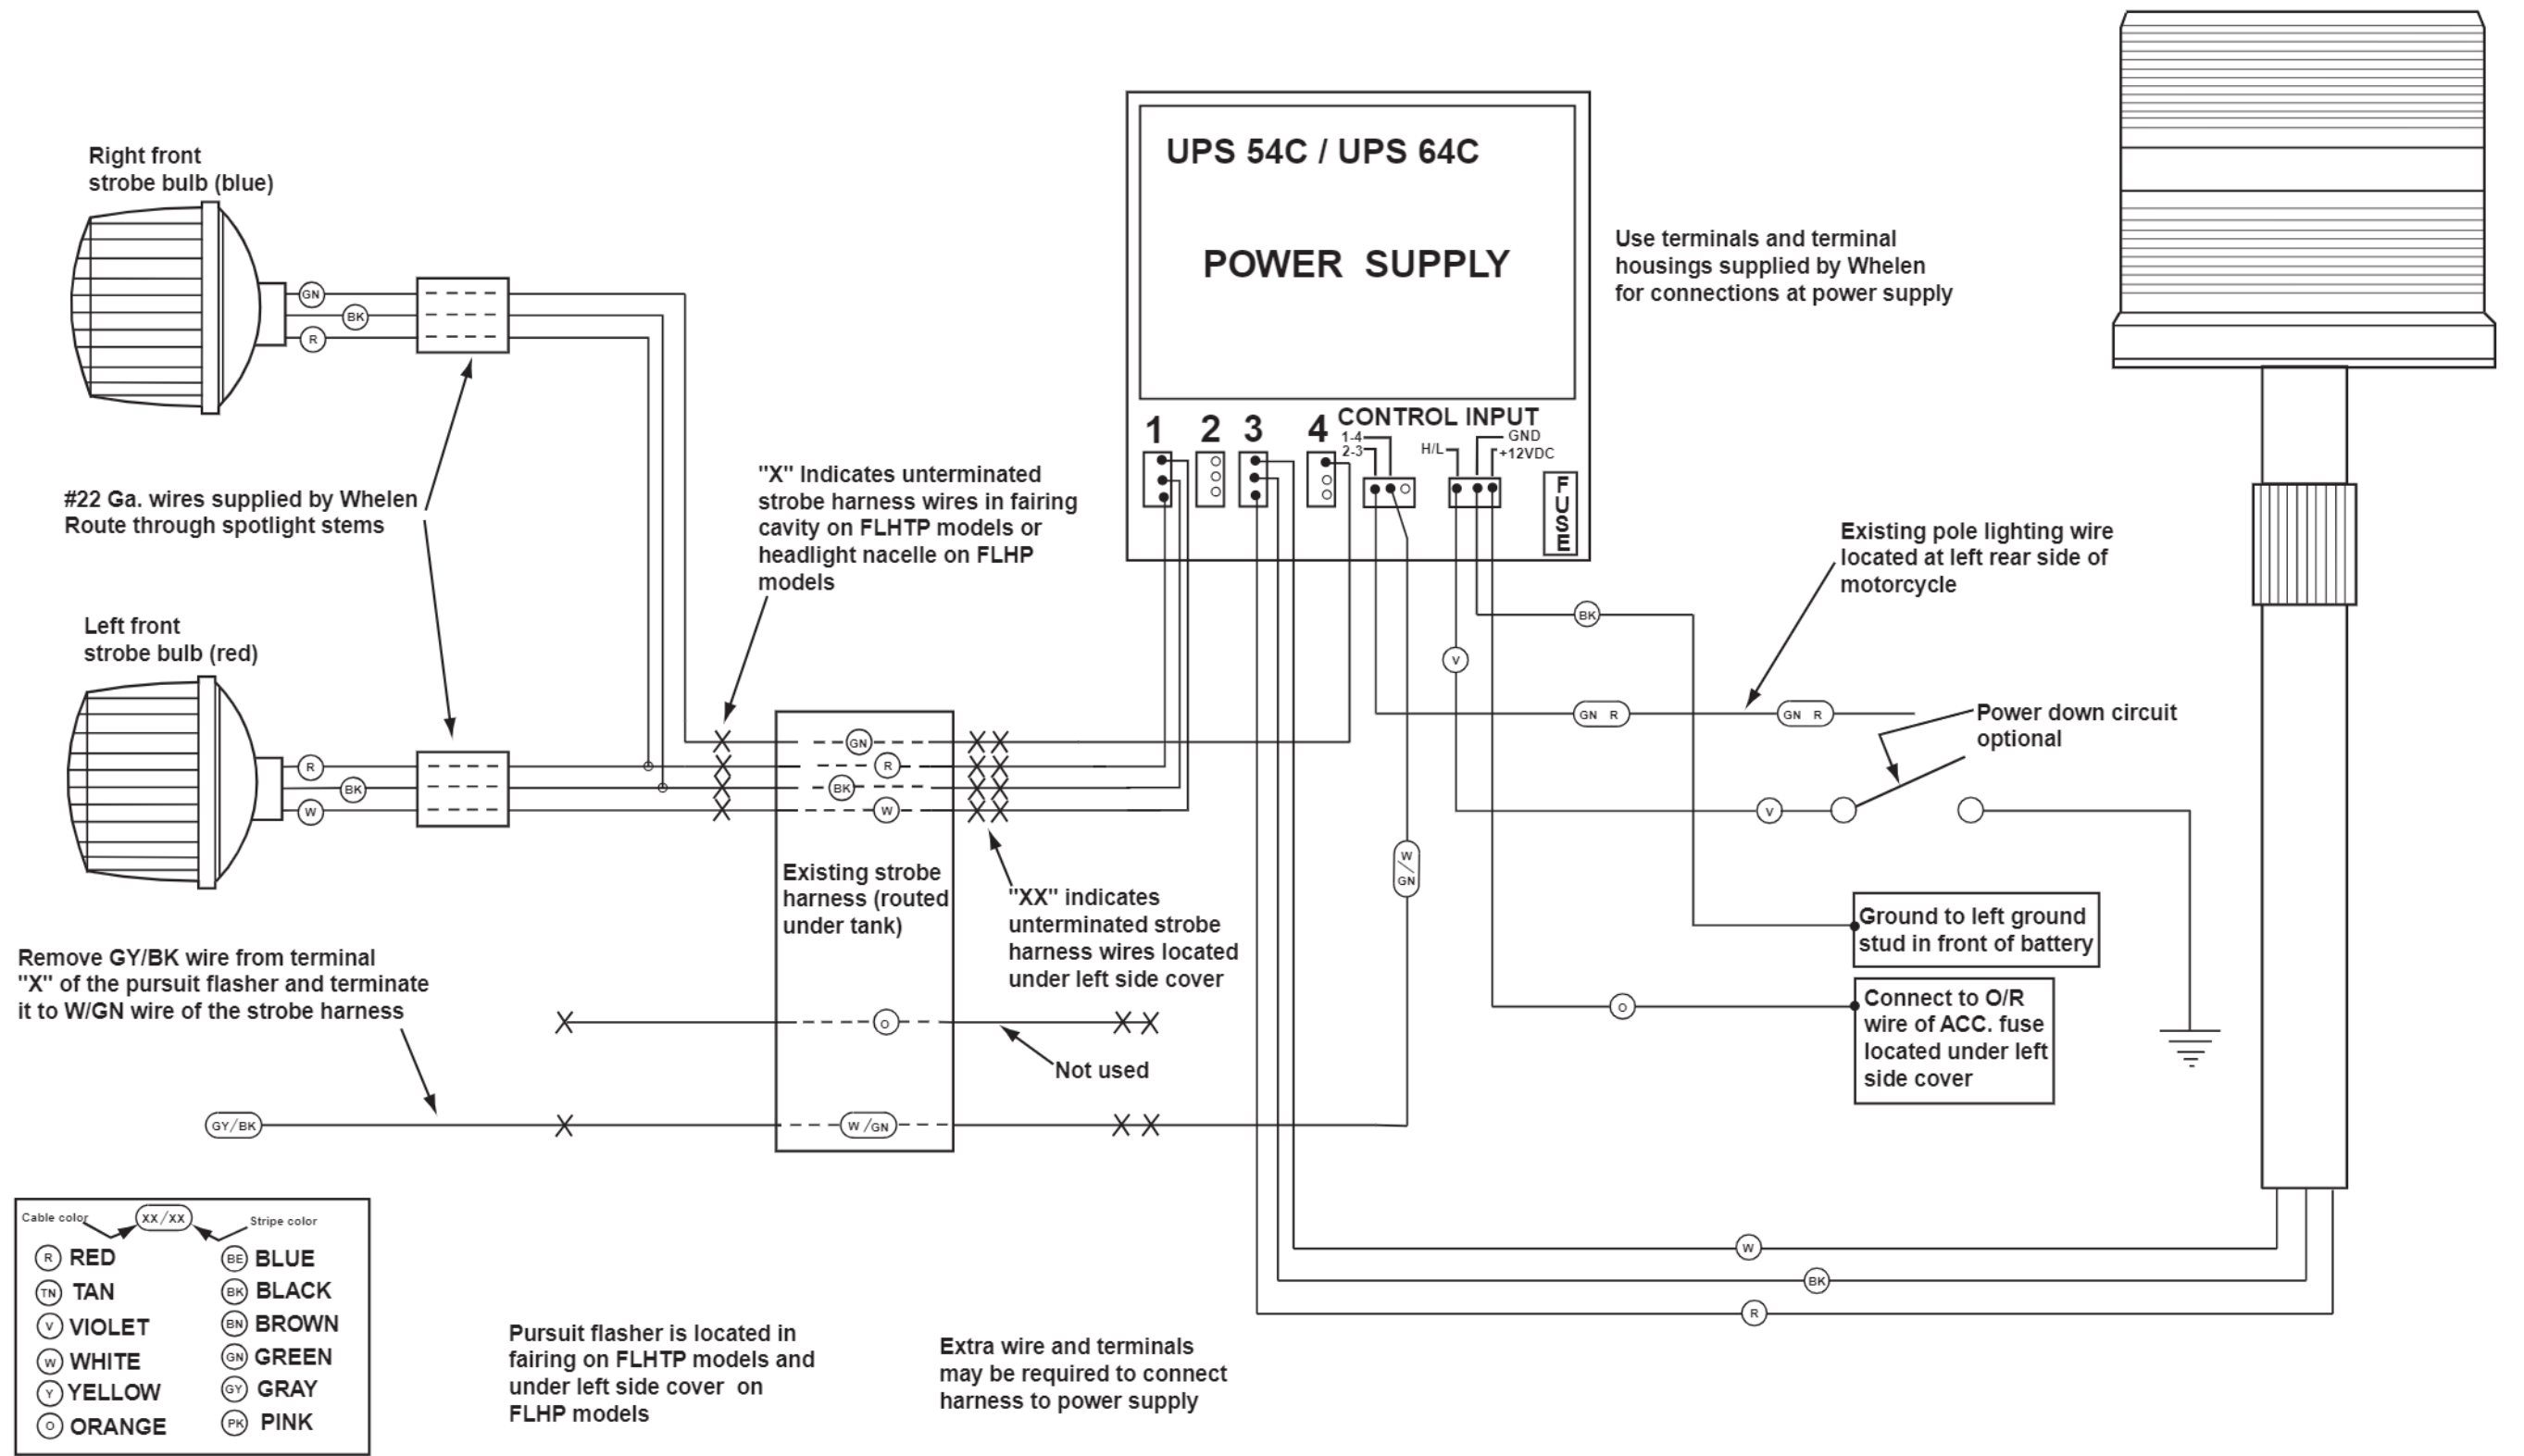 UPS 54C / UPS 64C
POWER  SUPPLY
1
2
3
4
CONTROL INPUT
1-4
2-3
H/L
GND
+12VDC
FUSE
Right front
strobe bulb (blue)
GN
BK
R
#22 Ga. wires supplied by Whelen
Route through spotlight stems
Left front
strobe bulb (red)
R
BK
W
"X" Indicates unterminated
strobe harness wires in fairing
cavity on FLHTP models or
headlight nacelle on FLHP
models
Use terminals and terminal
housings supplied by Whelen
for connections at power supply
Existing pole lighting wire
located at left rear side of
motorcycle
BK
V
GN R
GN R
Power down circuit
optional
V
GN
R
BK
W
Existing strobe
harness (routed
under tank)
"XX" indicates
unterminated strobe
harness wires located
under left side cover
W/GN
Ground to left ground
stud in front of battery
Connect to O/R
wire of ACC. fuse
located under left
side cover
O
Remove GY/BK wire from terminal
"X" of the pursuit flasher and terminate
it to W/GN wire of the strobe harness
O
Not used
GY/BK
W/GN
W
BK
R
Cable color
XX/XX
Stripe color
R RED
TN TAN
V VIOLET
W WHITE
Y YELLOW
O ORANGE
BE BLUE
BK BLACK
BN BROWN
GN GREEN
GY GRAY
PK PINK
Pursuit flasher is located in
fairing on FLHTP models and
under left side cover  on
FLHP models
Extra wire and terminals
may be required to connect
harness to power supply